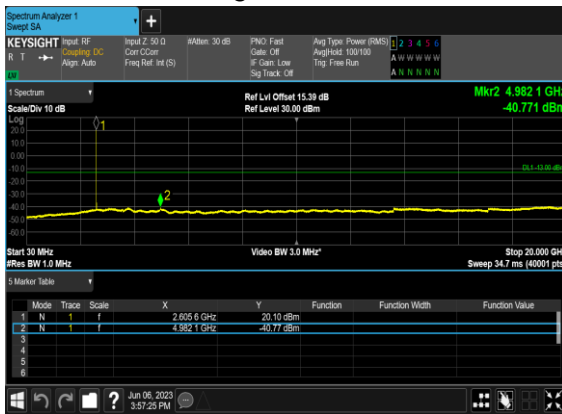 Spectrum Analyzer 1
Swept SA
+
KEYSIGHT Input: RF Input Z: 50 Ω #Atten: 30 dB PNO: Fast Avg Type: Power (RMS) 1 2 3 4 5 6
R T Coupling: DC Corr CCorr Gate: Off Avg|Hold: 100/100 A W W W W W
Align: Auto Freq Ref: Int (S) IF Gain: Low Trig: Free Run
LXI Sig Track: Off A N N N N N
1 Spectrum Ref Lvl Offset 15.39 dB Mkr2 4.982 1 GHz
Scale/Div 10 dB Ref Level 30.00 dBm -40.771 dBm
Log
20.0
10.0
0.00
-10.0
-20.0
-30.0
-40.0
-50.0
-60.0
1
DL1 -13.00 dBm
2
Start 30 MHz Video BW 3.0 MHz* Stop 20.000 GHz
#Res BW 1.0 MHz Sweep 34.7 ms (40001 pts)
5 Marker Table
Mode Trace Scale X Y Function Function Width Function Value
1 N 1 f 2.605 6 GHz 20.10 dBm
2 N 1 f 4.982 1 GHz -40.77 dBm
3
4
5
6
? Jun 06, 2023
3:57:25 PM